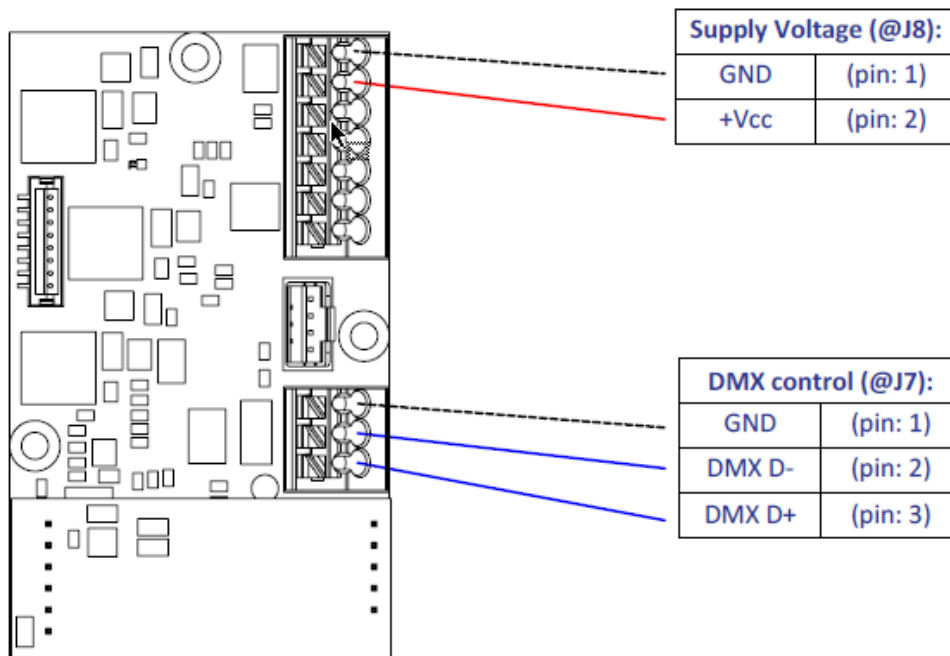 Supply Voltage (@J8):
GND (pin: 1)
+Vcc (pin: 2)
DMX control (@J7):
GND (pin: 1)
DMX D- (pin: 2)
DMX D+ (pin: 3)